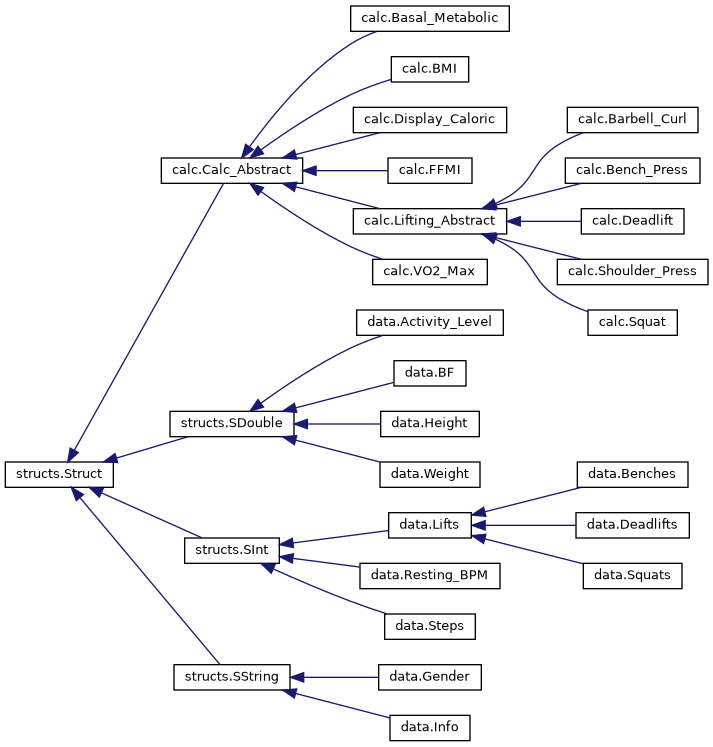 calc.Basal_Metabolic
calc.BMI
calc.Display_Caloric
calc.Barbell_Curl
calc.Calc_Abstract
calc.FFMI
calc.Bench_Press
calc.Lifting_Abstract
calc.Deadlift
calc.VO2_Max
calc.Shoulder_Press
calc.Squat
data.Activity_Level
data.BF
structs.SDouble
data.Height
structs.Struct
data.Weight
data.Benches
data.Lifts
data.Deadlifts
structs.SInt
data.Resting_BPM
data.Squats
data.Steps
structs.SString
data.Gender
data.Info